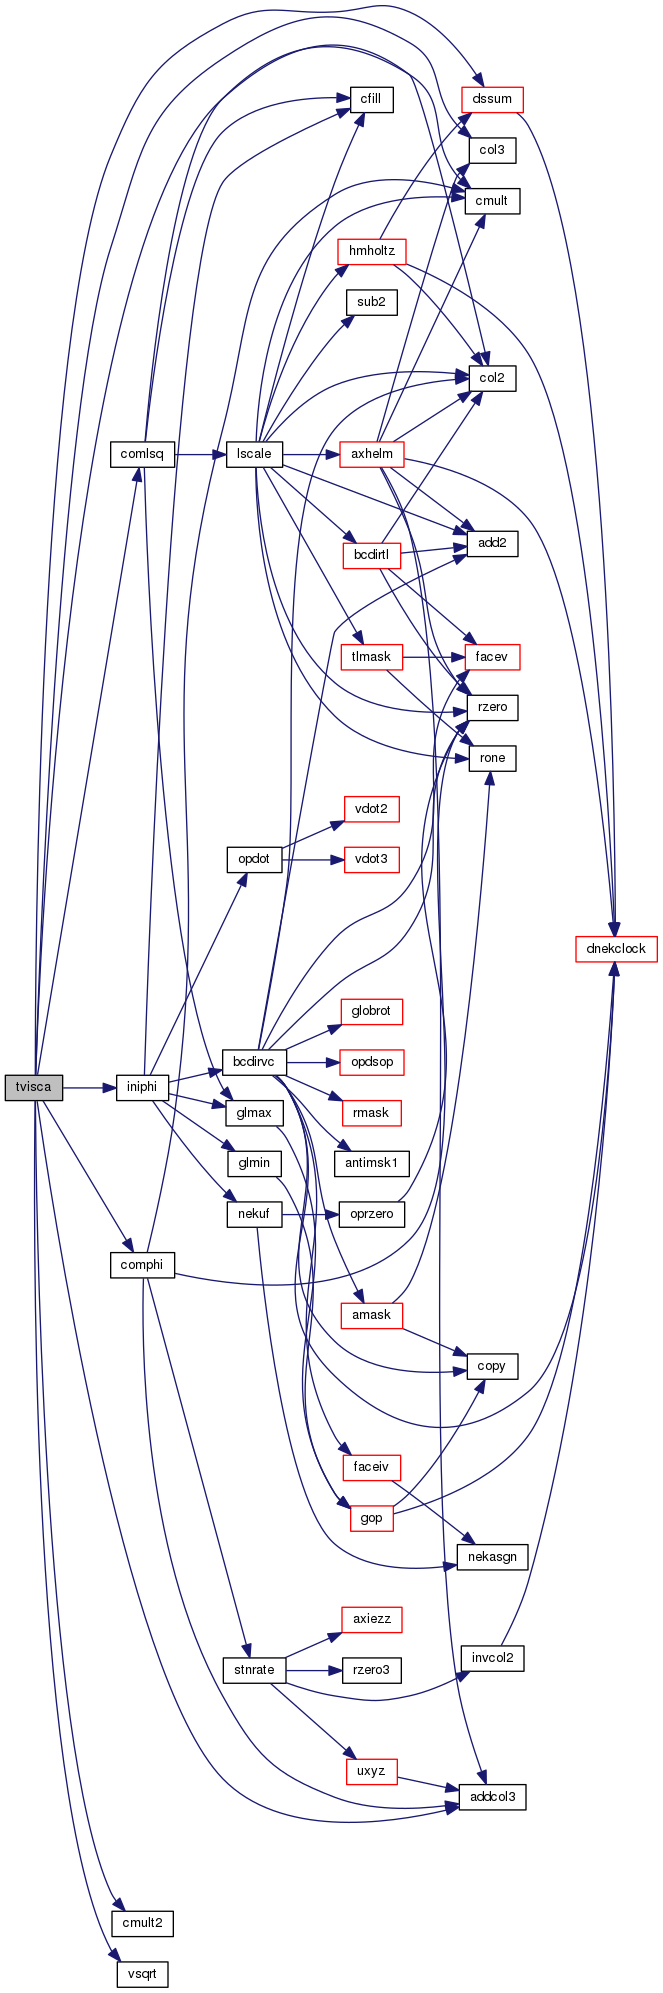 cfill
dssum
col3
cmult
hmholtz
sub2
col2
comlsq
lscale
axhelm
add2
bcdirtl
tlmask
facev
rzero
rone
vdot2
opdot
vdot3
dnekclock
globrot
bcdirvc
opdsop
tvisca
iniphi
glmax
rmask
glmin
antimsk1
nekuf
oprzero
comphi
amask
copy
faceiv
gop
nekasgn
axiezz
stnrate
rzero3
invcol2
uxyz
addcol3
cmult2
vsqrt